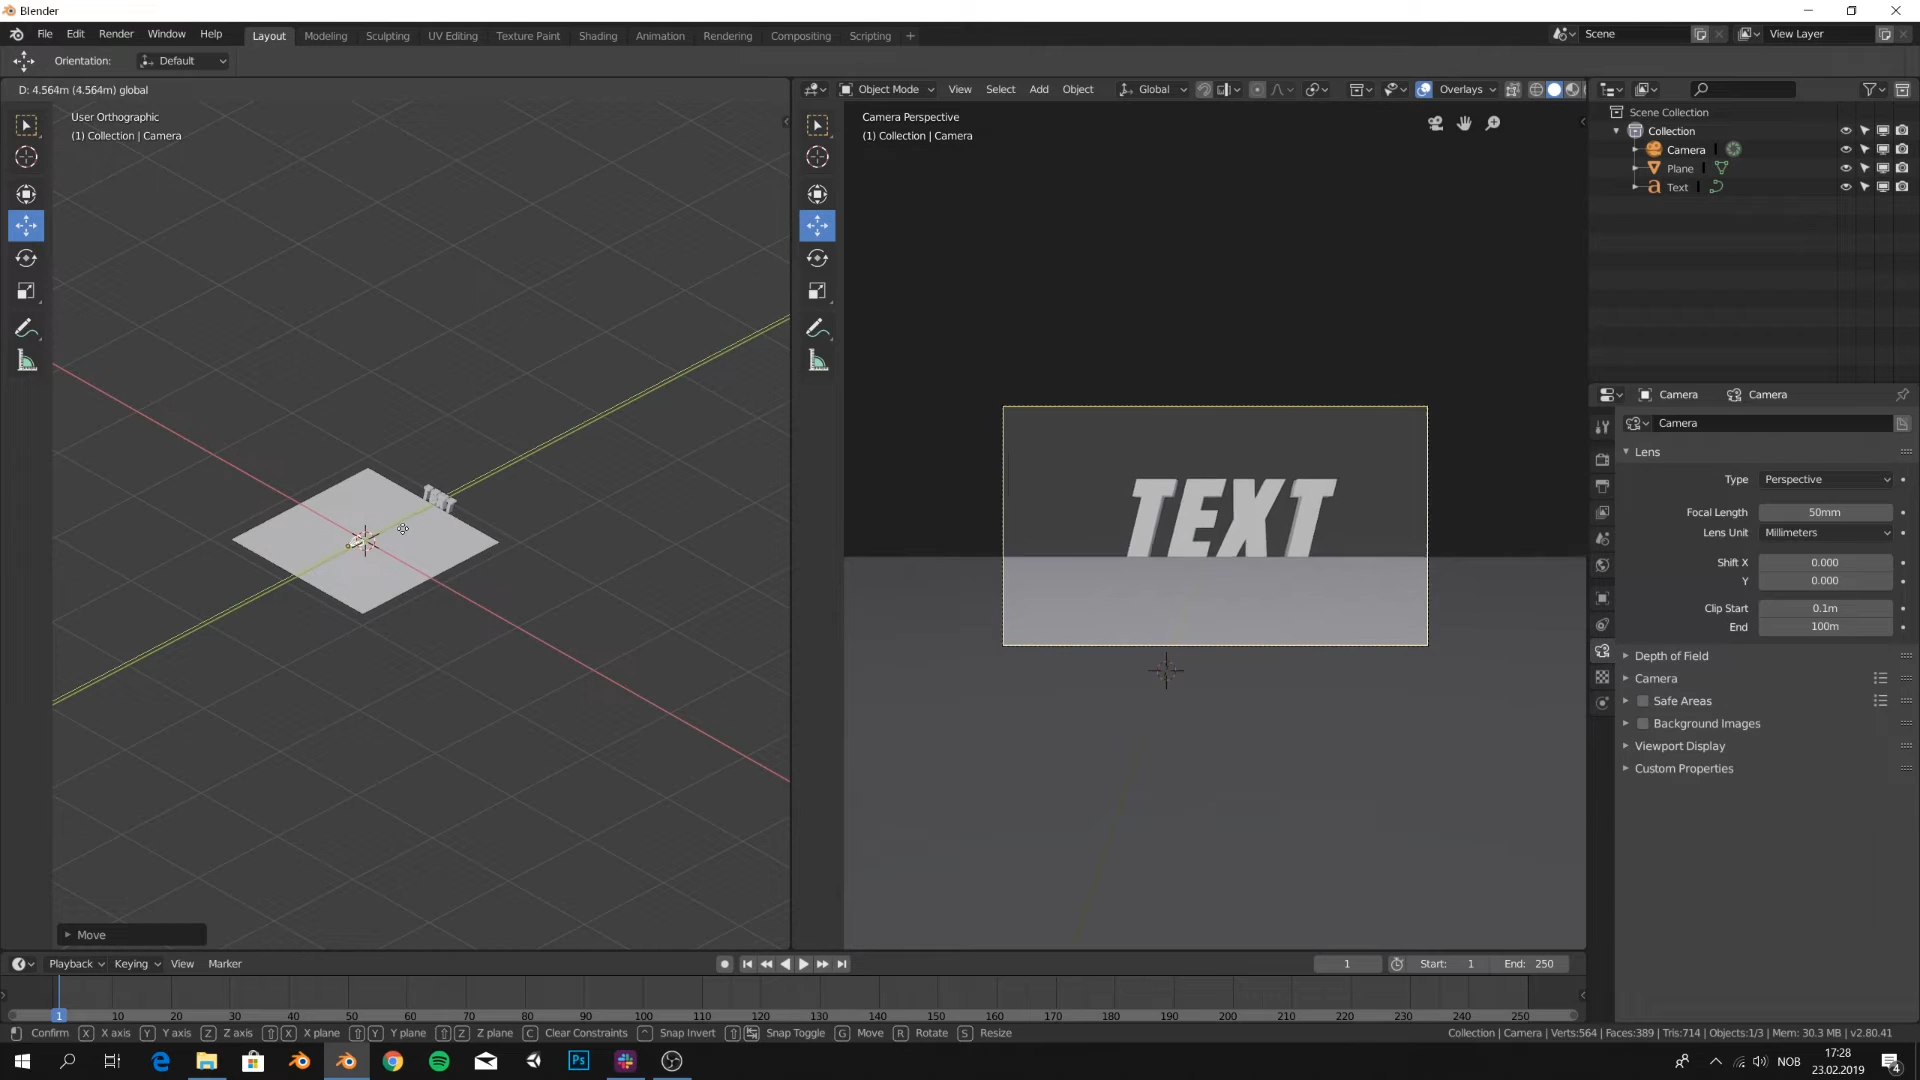 Blender
File Edit Render Window Help Layout Modeling Sculpting UV Editing Texture Paint Shading Animation Rendering Compositing Scripting + Scene View Layer
Orientation: Default
D: 4.564m (4.564m) global Object Mode View Select Add Object Global Overlays
User Orthographic
(1) Collection | Camera
Camera Perspective
(1) Collection | Camera
TEXT
Scene Collection
Collection
Camera
Plane
Text
Camera Camera
Camera
Lens
Type Perspective
Focal Length 50mm
Lens Unit Millimeters
Shift X 0.000
Y 0.000
Clip Start 0.1m
End 100m
Depth of Field
Camera
Safe Areas
Background Images
Viewport Display
Custom Properties
Move
Playback Keying View Marker 1 Start: 1 End: 250
1 10 20 30 40 50 60 70 80 90 100 110 120 130 140 150 160 170 180 190 200 210 220 230 240 250
Confirm X X axis Y Y axis Z Z axis X X plane Y Y plane Z Z plane C Clear Constraints Snap Invert Snap Toggle G Move R Rotate S Resize Collection | Camera | Verts:564 | Faces:389 | Tris:714 | Objects:1/3 | Mem: 30.3 MB | v2.80.41
Ps NOB 17:28
23.02.2019 4